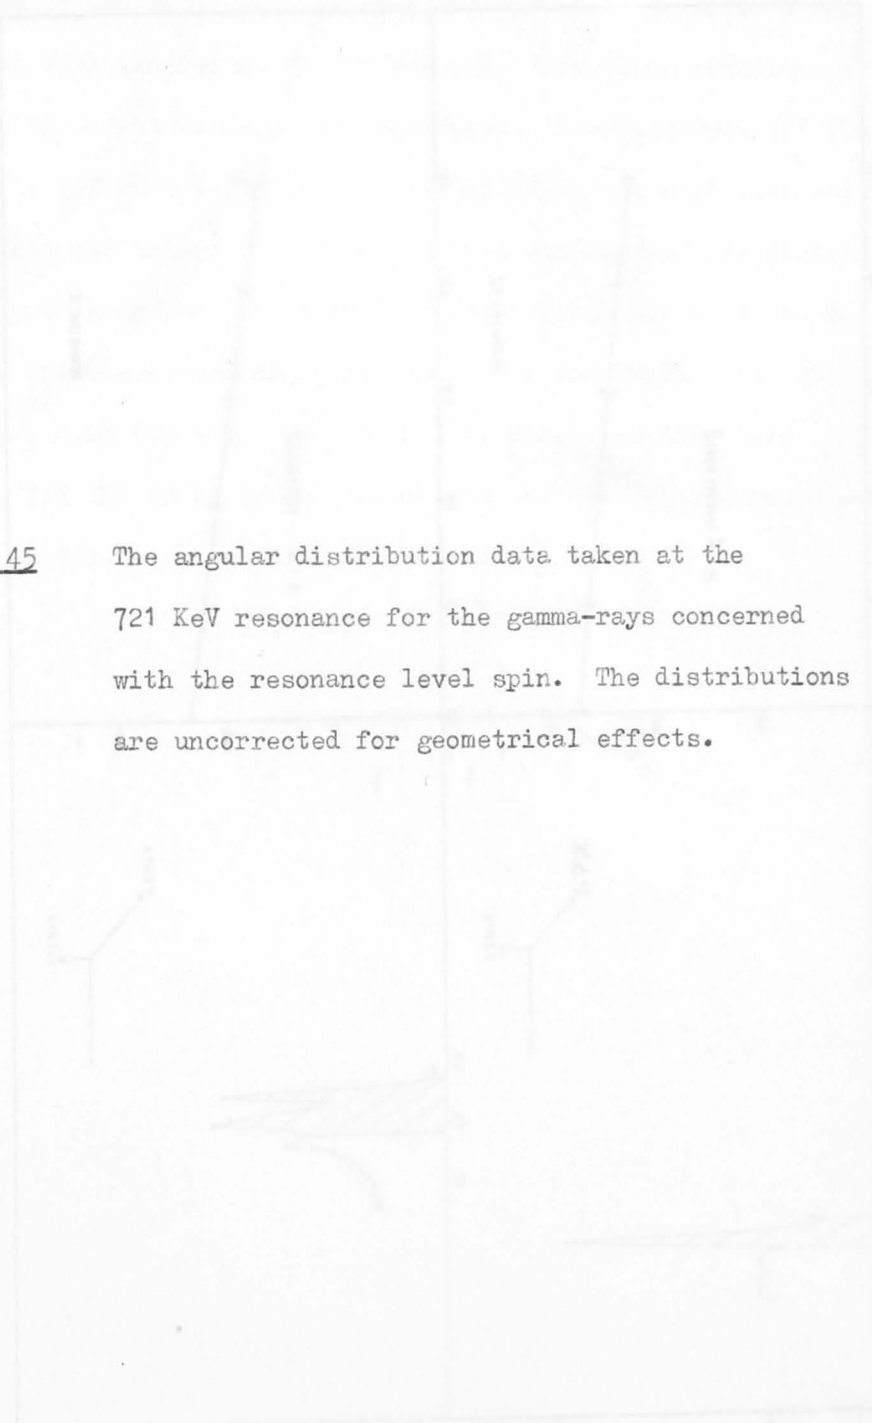 45 The angular distribution data taken at the
721 KeV resonance for the gamma-rays concerned
with the resonance level spin. The distributions
are uncorrected for geometrical effects.